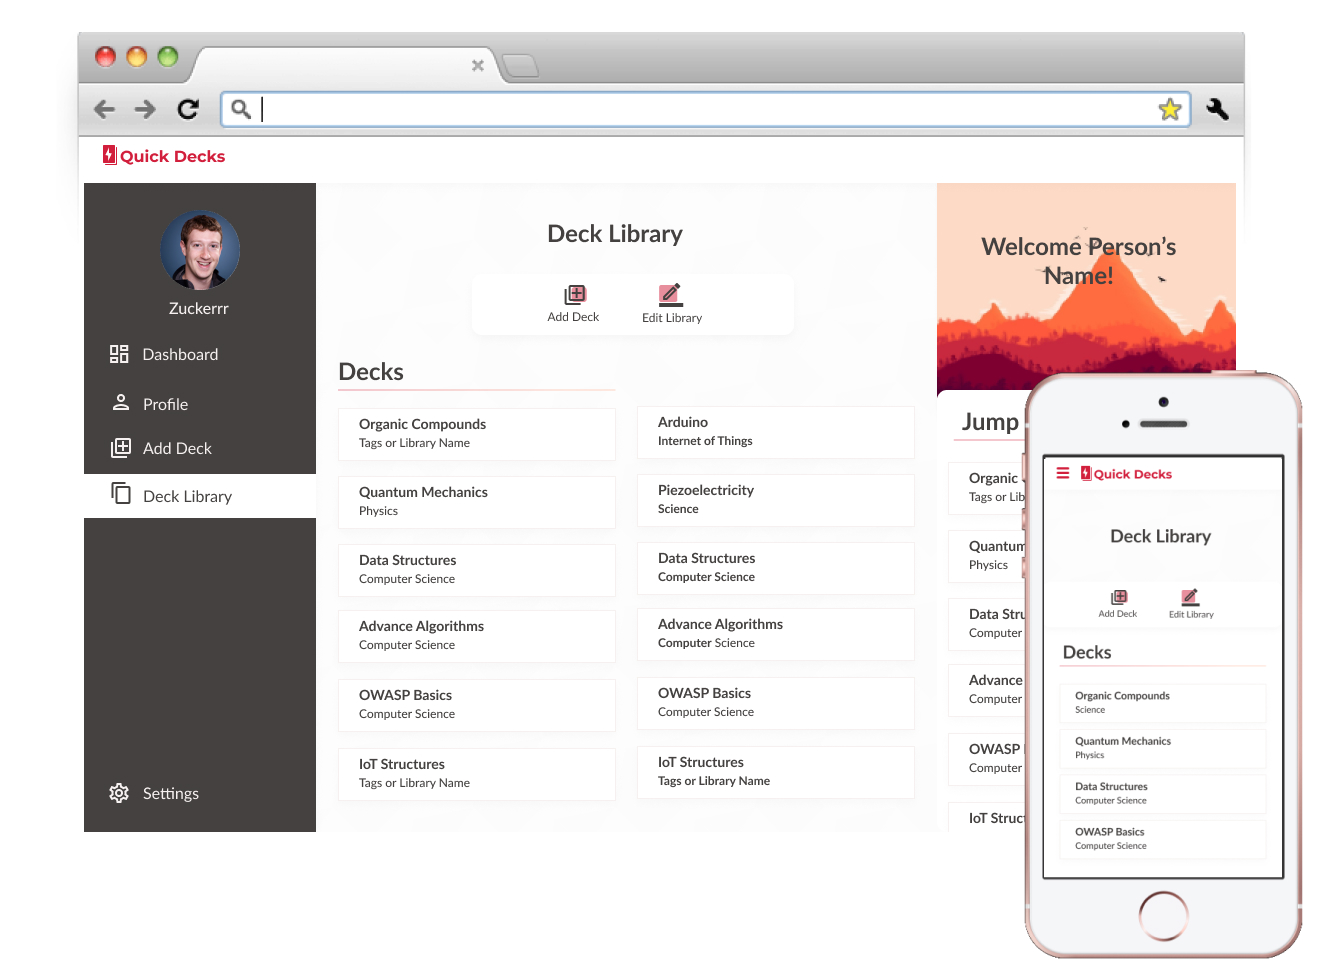 Quick Decks
Zuckerrr
Dashboard
Profile
Add Deck
Deck Library
Settings
Deck Library
Add Deck
Edit Library
Decks
Organic Compounds
Tags or Library Name
Quantum Mechanics
Physics
Data Structures
Computer Science
Advance Algorithms
Computer Science
OWASP Basics
Computer Science
IoT Structures
Tags or Library Name
Arduino
Internet of Things
Piezoelectricity
Science
Data Structures
Computer Science
Advance Algorithms
Computer Science
OWASP Basics
Computer Science
IoT Structures
Tags or Library Name
Welcome Person’s
Name!
Jump
Organic
Tags or Lib
Quantum
Physics
Data Stru
Computer
Advance
Computer
OWASP
Computer
IoT Struct
Quick Decks
Deck Library
Add Deck
Edit Library
Decks
Organic Compounds
Science
Quantum Mechanics
Physics
Data Structures
Computer Science
OWASP Basics
Computer Science